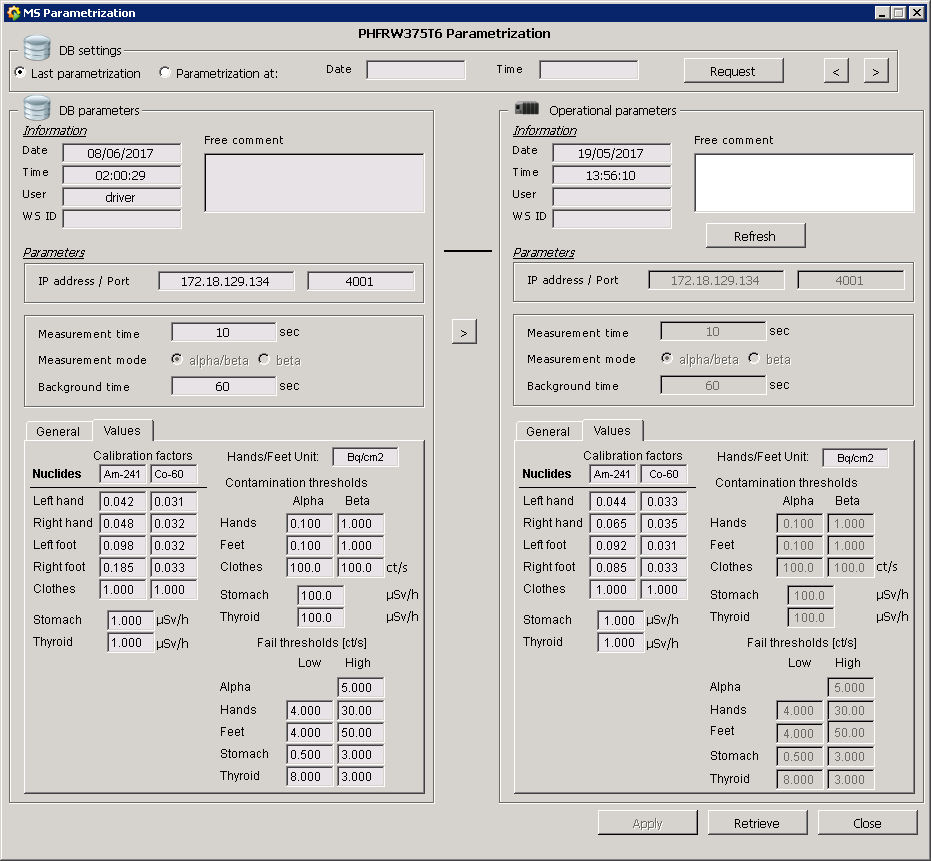 MS Parametrization
PHFRW375T6 Parametrization
DB settings
Last parametrization Parametrization at: Date Time Request < >
DB parameters
Information
Date 08/06/2017
Time 02:00:29
User driver
WS ID
Free comment
Parameters
IP address / Port 172.18.129.134 4001
Measurement time 10 sec
Measurement mode alpha/beta beta
Background time 60 sec
General Values
Calibration factors
Nuclides Am-241 Co-60
Left hand 0.042 0.031
Right hand 0.048 0.032
Left foot 0.098 0.032
Right foot 0.185 0.033
Clothes 1.000 1.000
Stomach 1.000 µSv/h
Thyroid 1.000 µSv/h
Hands/Feet Unit: Bq/cm2
Contamination thresholds
Alpha Beta
Hands 0.100 1.000
Feet 0.100 1.000
Clothes 100.0 100.0 ct/s
Stomach 100.0 µSv/h
Thyroid 100.0 µSv/h
Fail thresholds [ct/s]
Low High
Alpha 5.000
Hands 4.000 30.00
Feet 4.000 50.00
Stomach 0.500 3.000
Thyroid 8.000 3.000
>
Operational parameters
Information
Date 19/05/2017
Time 13:56:10
User
WS ID
Free comment
Refresh
Parameters
IP address / Port 172.18.129.134 4001
Measurement time 10 sec
Measurement mode alpha/beta beta
Background time 60 sec
General Values
Calibration factors
Nuclides Am-241 Co-60
Left hand 0.044 0.033
Right hand 0.065 0.035
Left foot 0.092 0.031
Right foot 0.085 0.033
Clothes 1.000 1.000
Stomach 1.000 µSv/h
Thyroid 1.000 µSv/h
Hands/Feet Unit: Bq/cm2
Contamination thresholds
Alpha Beta
Hands 0.100 1.000
Feet 0.100 1.000
Clothes 100.0 100.0 ct/s
Stomach 100.0 µSv/h
Thyroid 100.0 µSv/h
Fail thresholds [ct/s]
Low High
Alpha 5.000
Hands 4.000 30.00
Feet 4.000 50.00
Stomach 0.500 3.000
Thyroid 8.000 3.000
Apply Retrieve Close